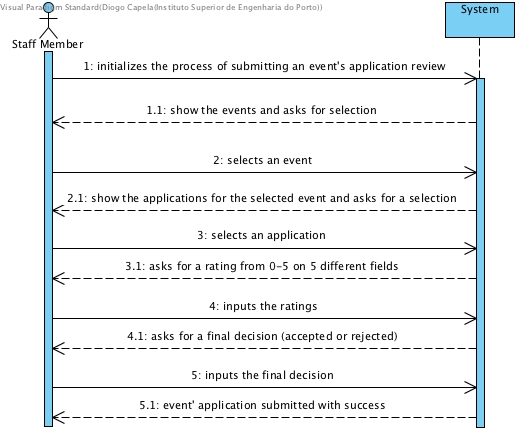 Visual Paradigm Standard(Diogo Capela(Instituto Superior de Engenharia do Porto))
System
Staff Member
1: initializes the process of submitting an event's application review
1.1: show the events and asks for selection
2: selects an event
2.1: show the applications for the selected event and asks for a selection
3: selects an application
3.1: asks for a rating from 0-5 on 5 different fields
4: inputs the ratings
4.1: asks for a final decision (accepted or rejected)
5: inputs the final decision
5.1: event' application submitted with success